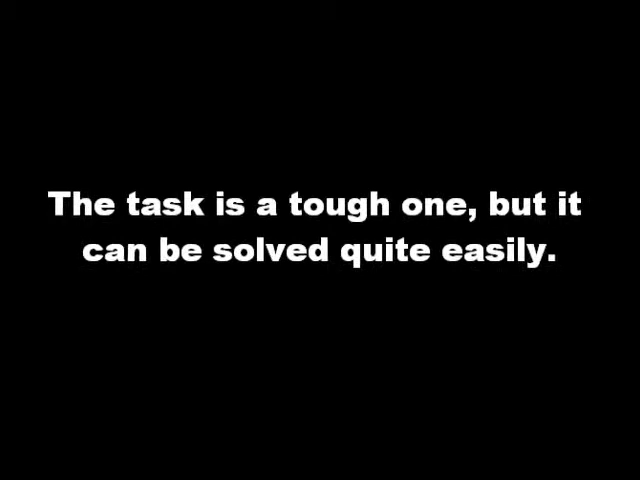 The task is a tough one, but it
can be solved quite easily.